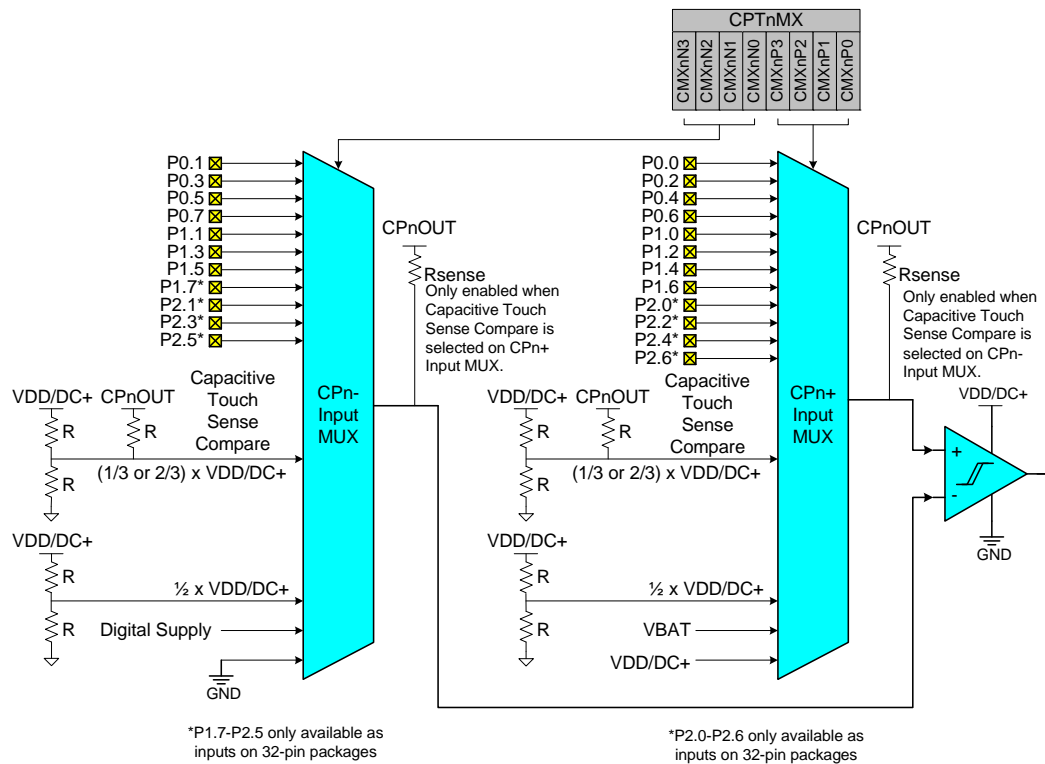 CPTnMX
CMXnN3
CMXnN2
CMXnN1
CMXnN0
CMXnP3
CMXnP2
CMXnP1
CMXnP0
P0.1
P0.3
P0.5
P0.7
P1.1
P1.3
P1.5
P1.7*
P2.1*
P2.3*
P2.5*
CPnOUT
Rsense
Only enabled when
Capacitive Touch
Sense Compare is
selected on CPn+
Input MUX.
Capacitive
Touch
Sense
Compare
VDD/DC+
CPnOUT
R
R
R
(1/3 or 2/3) x VDD/DC+
VDD/DC+
R
R
½ x VDD/DC+
Digital Supply
GND
CPn-
Input
MUX
*P1.7-P2.5 only available as
inputs on 32-pin packages
P0.0
P0.2
P0.4
P0.6
P1.0
P1.2
P1.4
P1.6
P2.0*
P2.2*
P2.4*
P2.6*
CPnOUT
Rsense
Only enabled when
Capacitive Touch
Sense Compare is
selected on CPn-
Input MUX.
Capacitive
Touch
Sense
Compare
VDD/DC+
CPnOUT
R
R
R
(1/3 or 2/3) x VDD/DC+
VDD/DC+
R
R
½ x VDD/DC+
VBAT
VDD/DC+
CPn+
Input
MUX
VDD/DC+
+
-
GND
*P2.0-P2.6 only available as
inputs on 32-pin packages